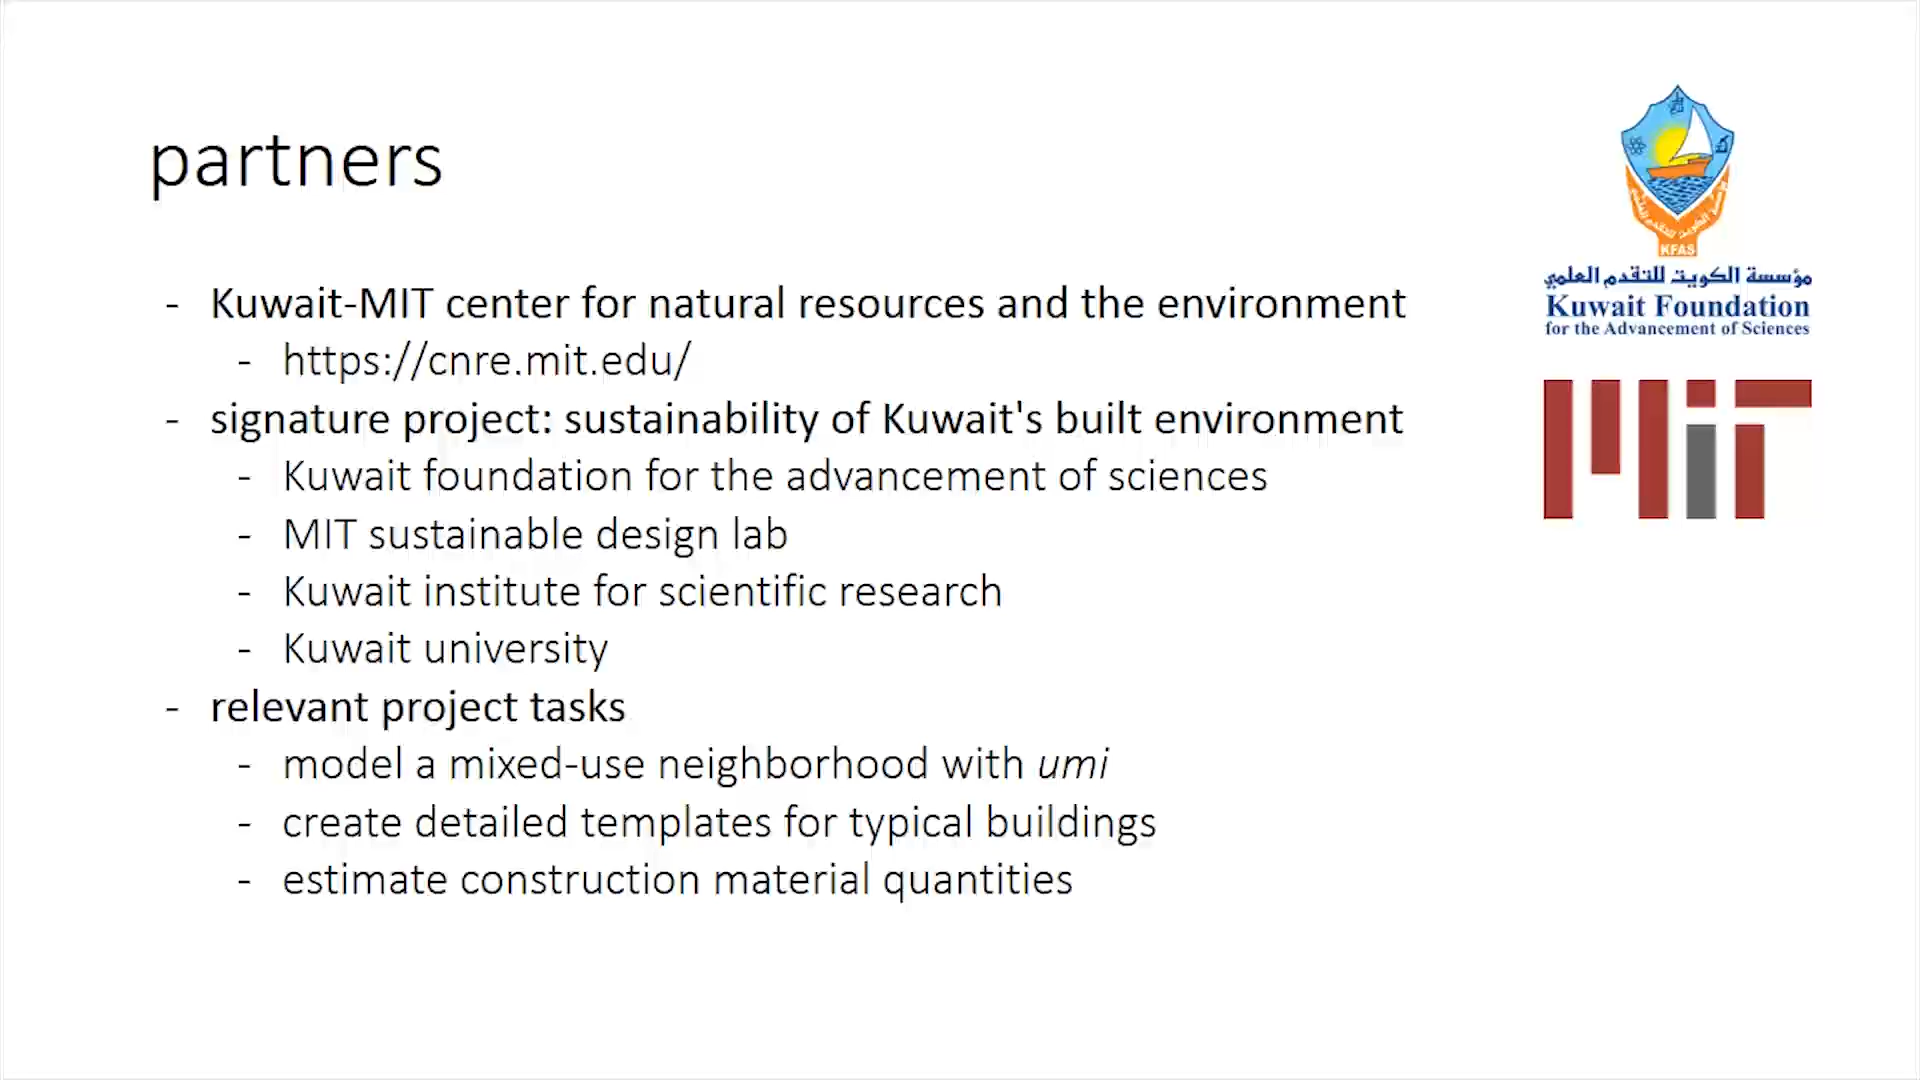 partners
- Kuwait-MIT center for natural resources and the environment
- https://cnre.mit.edu/
- signature project: sustainability of Kuwait's built environment
- Kuwait foundation for the advancement of sciences
- MIT sustainable design lab
- Kuwait institute for scientific research
- Kuwait university
- relevant project tasks
- model a mixed-use neighborhood with umi
- create detailed templates for typical buildings
- estimate construction material quantities
KFAS
مؤسسة الكويت للتقدم العلمي
Kuwait Foundation
for the Advancement of Sciences
MIT